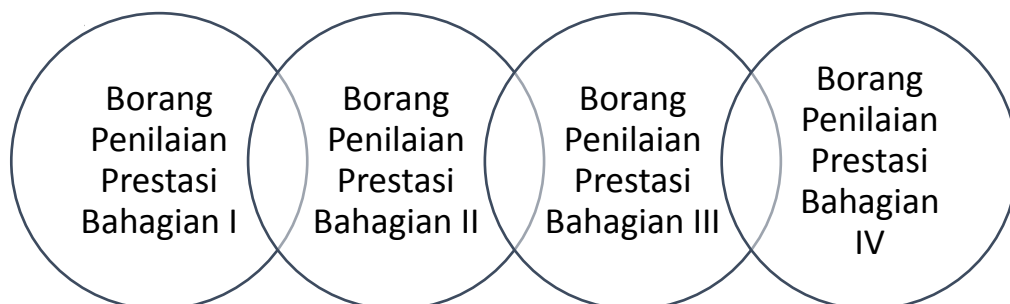 Borang
Penilaian
Prestasi
Bahagian I
Borang
Penilaian
Prestasi
Bahagian II
Borang
Penilaian
Prestasi
Bahagian III
Borang
Penilaian
Prestasi
Bahagian
IV